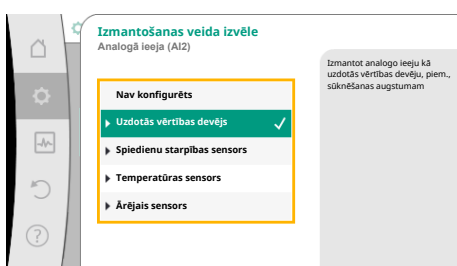 Izmantošanas veida izvēle
Analogā ieeja (AI2)
Nav konfigurēts
Uzdotās vērtības devējs
Spiedienu starpības sensors
Temperatūras sensors
Ārējais sensors
Izmantot analogo ieeju kā
uzdotās vērtības devēju, piem.,
sūknēšanas augstumam